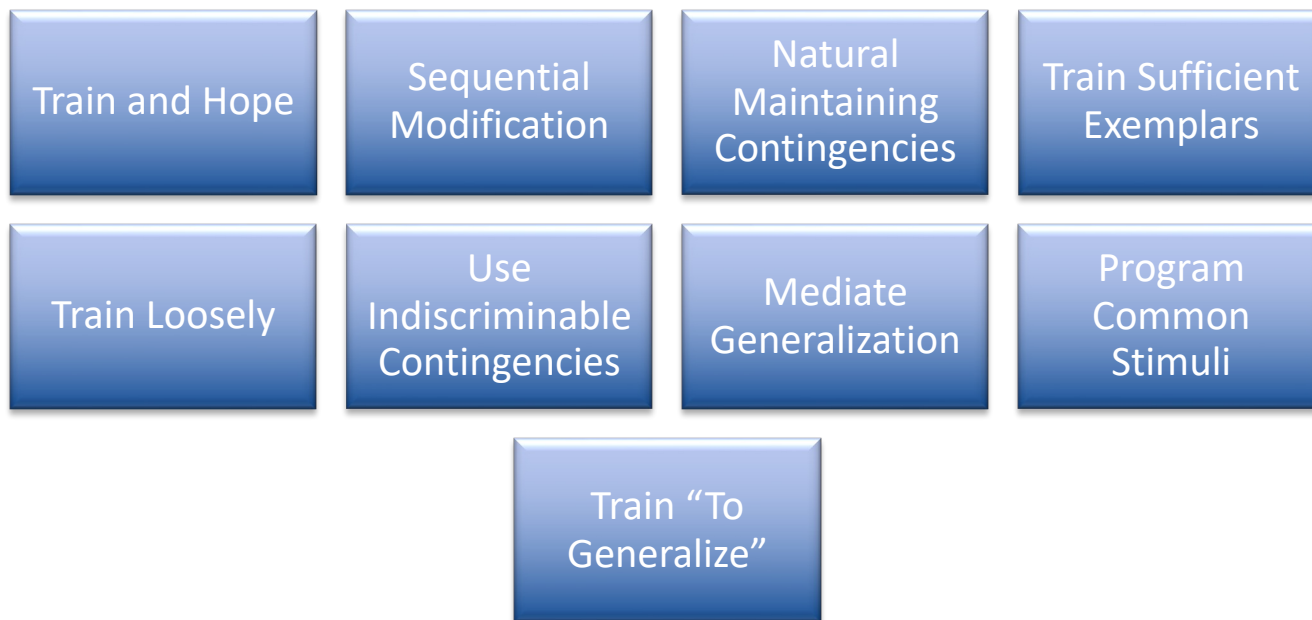 Train and Hope
Sequential
Modification
Natural
Maintaining
Contingencies
Train Sufficient
Exemplars
Train Loosely
Use
Indiscriminable
Contingencies
Mediate
Generalization
Program
Common
Stimuli
Train “To
Generalize”